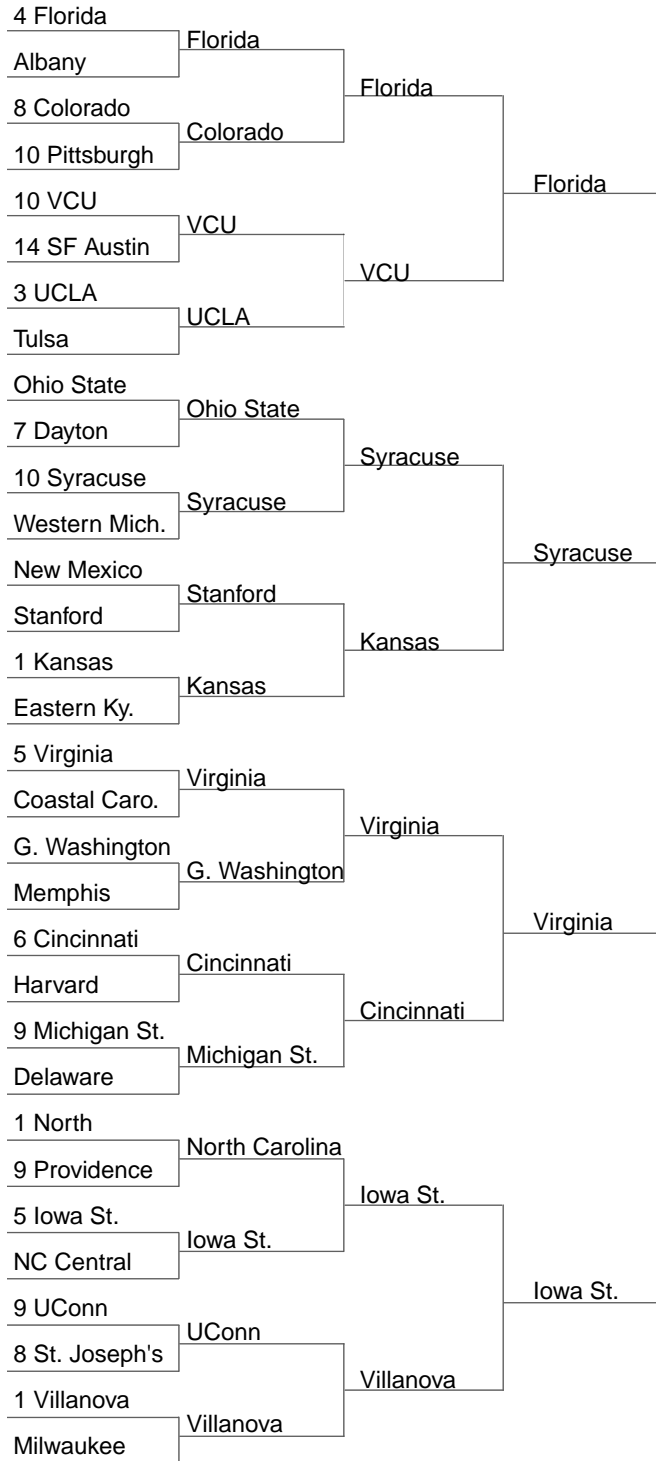 4 Florida
Albany
8 Colorado
10 Pittsburgh
10 VCU
14 SF Austin
3 UCLA
Tulsa
Ohio State
7 Dayton
10 Syracuse
Western Mich.
New Mexico
Stanford
1 Kansas
Eastern Ky.
5 Virginia
Coastal Caro.
G. Washington
Memphis
6 Cincinnati
Harvard
9 Michigan St.
Delaware
1 North
9 Providence
5 Iowa St.
NC Central
9 UConn
8 St. Joseph's
1 Villanova
Milwaukee
Florida
Colorado
VCU
UCLA
Ohio State
Syracuse
Stanford
Kansas
Virginia
G. Washington
Cincinnati
Michigan St.
North Carolina
Iowa St.
UConn
Villanova
Florida
VCU
Syracuse
Kansas
Virginia
Cincinnati
Iowa St.
Villanova
Florida
Syracuse
Virginia
Iowa St.